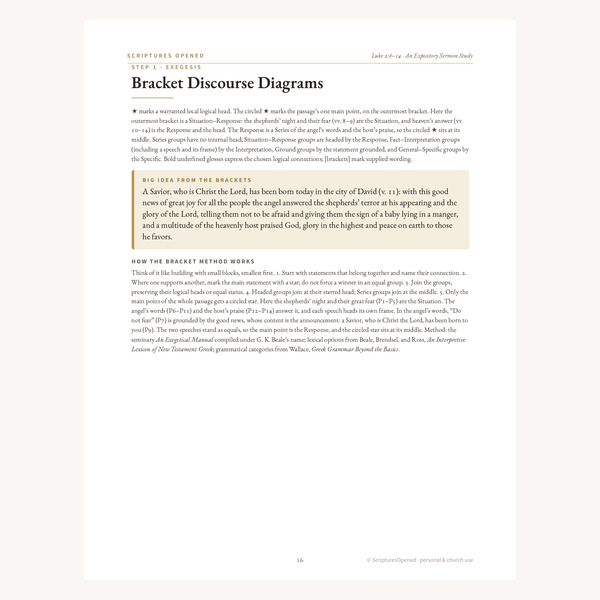 SCRIPTURES OPENED
Luke 2:8–14 · An Expository Sermon Study
STEP 1 · EXEGESIS
Bracket Discourse Diagrams
★ marks a warranted local logical head. The circled ★ marks the passage's one main point, on the outermost bracket. Here the
outermost bracket is a Situation–Response: the shepherds' night and their fear (vv. 8–9) are the Situation, and heaven's answer (vv.
10–14) is the Response and the head. The Response is a Series of the angel's words and the host's praise, so the circled ★ sits at its
middle. Series groups have no internal head; Situation–Response groups are headed by the Response, Fact–Interpretation groups
(including a speech and its frame) by the Interpretation, Ground groups by the statement grounded, and General–Specific groups by
the Specific. Bold underlined glosses express the chosen logical connections; [brackets] mark supplied wording.
BIG IDEA FROM THE BRACKETS
A Savior, who is Christ the Lord, has been born today in the city of David (v. 11): with this good
news of great joy for all the people the angel answered the shepherds' terror at his appearing and the
glory of the Lord, telling them not to be afraid and giving them the sign of a baby lying in a manger,
and a multitude of the heavenly host praised God, glory in the highest and peace on earth to those
he favors.
HOW THE BRACKET METHOD WORKS
Think of it like building with small blocks, smallest first. 1. Start with statements that belong together and name their connection. 2.
Where one supports another, mark the main statement with a star; do not force a winner in an equal group. 3. Join the groups,
preserving their logical heads or equal status. 4. Headed groups join at their starred head; Series groups join at the middle. 5. Only the
main point of the whole passage gets a circled star. Here the shepherds' night and their great fear (P1–P5) are the Situation. The
angel's words (P6–P11) and the host's praise (P12–P14) answer it, and each speech heads its own frame. In the angel's words, "Do
not fear" (P7) is grounded by the good news, whose content is the announcement: a Savior, who is Christ the Lord, has been born to
you (P9). The two speeches stand as equals, so the main point is the Response, and the circled star sits at its middle. Method: the
seminary An Exegetical Manual compiled under G. K. Beale's name; lexical options from Beale, Brendsel, and Ross, An Interpretive
Lexicon of New Testament Greek; grammatical categories from Wallace, Greek Grammar Beyond the Basics.
16
© ScripturesOpened · personal & church use